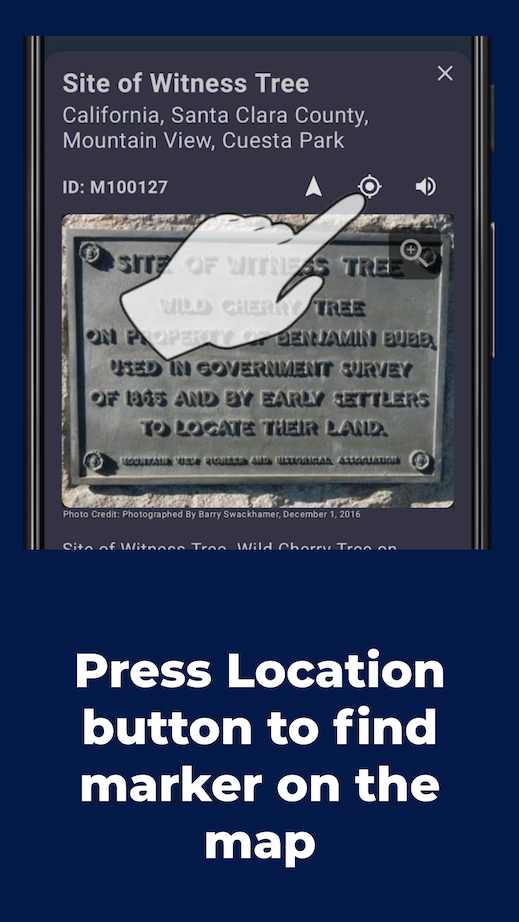 Site of Witness Tree
California, Santa Clara County,
Mountain View, Cuesta Park
ID: M100127
SITE OF WITNESS TREE
WILD CHERRY TREE
ON PROPERTY OF BENJAMIN BUBB,
USED IN GOVERNMENT SURVEY
OF 1865 AND BY EARLY SETTLERS
TO LOCATE THEIR LAND.
MOUNTAIN VIEW PIONEER AND HISTORICAL ASSOCIATION
Photo Credit: Photographed By Barry Swackhamer, December 1, 2016
Site of Witness Tree. Wild Cherry Tree on
Press Location
button to find
marker on the
map